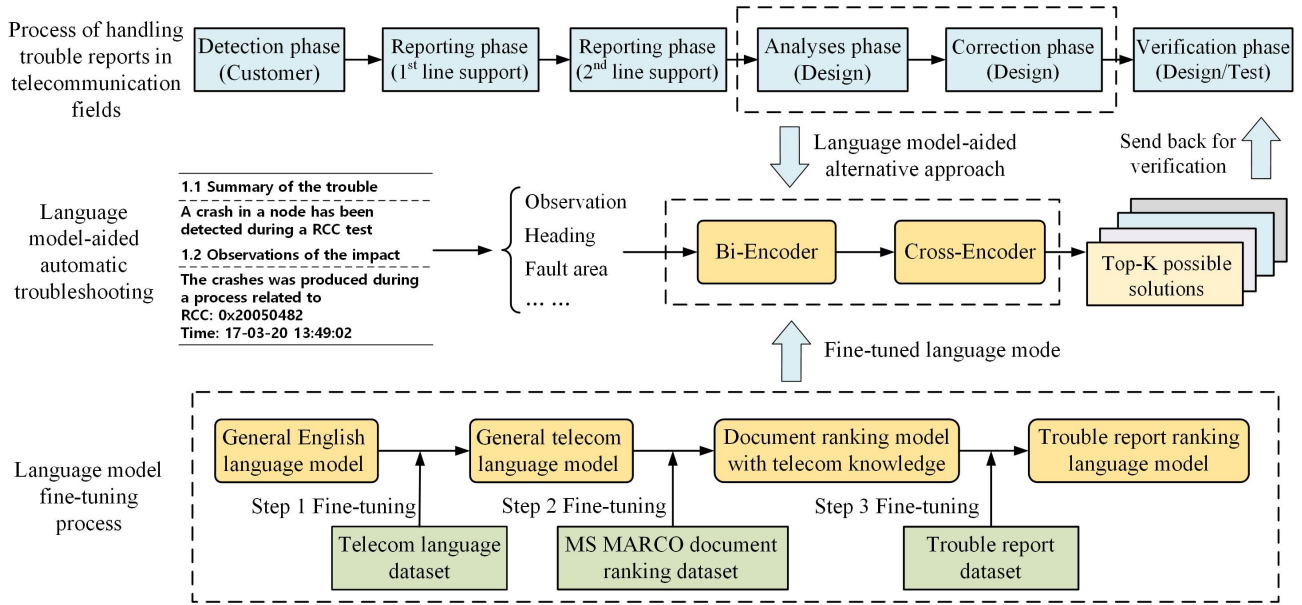 Process of handling
trouble reports in
telecommunication
fields
Detection phase
(Customer)
Reporting phase
(1st line support)
Reporting phase
(2nd line support)
Analyses phase
(Design)
Correction phase
(Design)
Verification phase
(Design/Test)
Language model-aided
alternative approach
Send back for
verification
Language
model-aided
automatic
troubleshooting
1.1 Summary of the trouble
A crash in a node has been
detected during a RCC test
1.2 Observations of the impact
The crashes was produced during
a process related to
RCC: 0x20050482
Time: 17-03-20 13:49:02
Observation
Heading
Fault area
... ...
Bi-Encoder
Cross-Encoder
Top-K possible
solutions
Fine-tuned language mode
Language model
fine-tuning
process
General English
language model
General telecom
language model
Document ranking model
with telecom knowledge
Trouble report ranking
language model
Step 1 Fine-tuning
Step 2 Fine-tuning
Step 3 Fine-tuning
Telecom language
dataset
MS MARCO document
ranking dataset
Trouble report
dataset